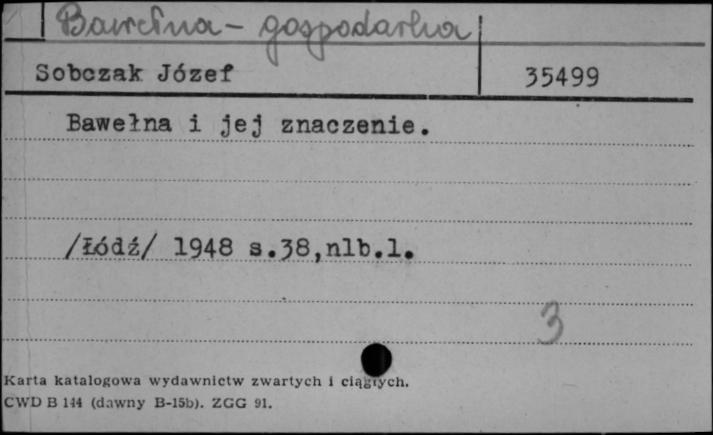 Bawełna - gospodarka
Sobczak Józef 35499
Bawełna i jej znaczenie.
/Łódź/ 1948 s.38,nlb.1.
3
Karta katalogowa wydawnictw zwartych i ciągłych.
CWD B 144 (dawny B-15b). ZGG 91.